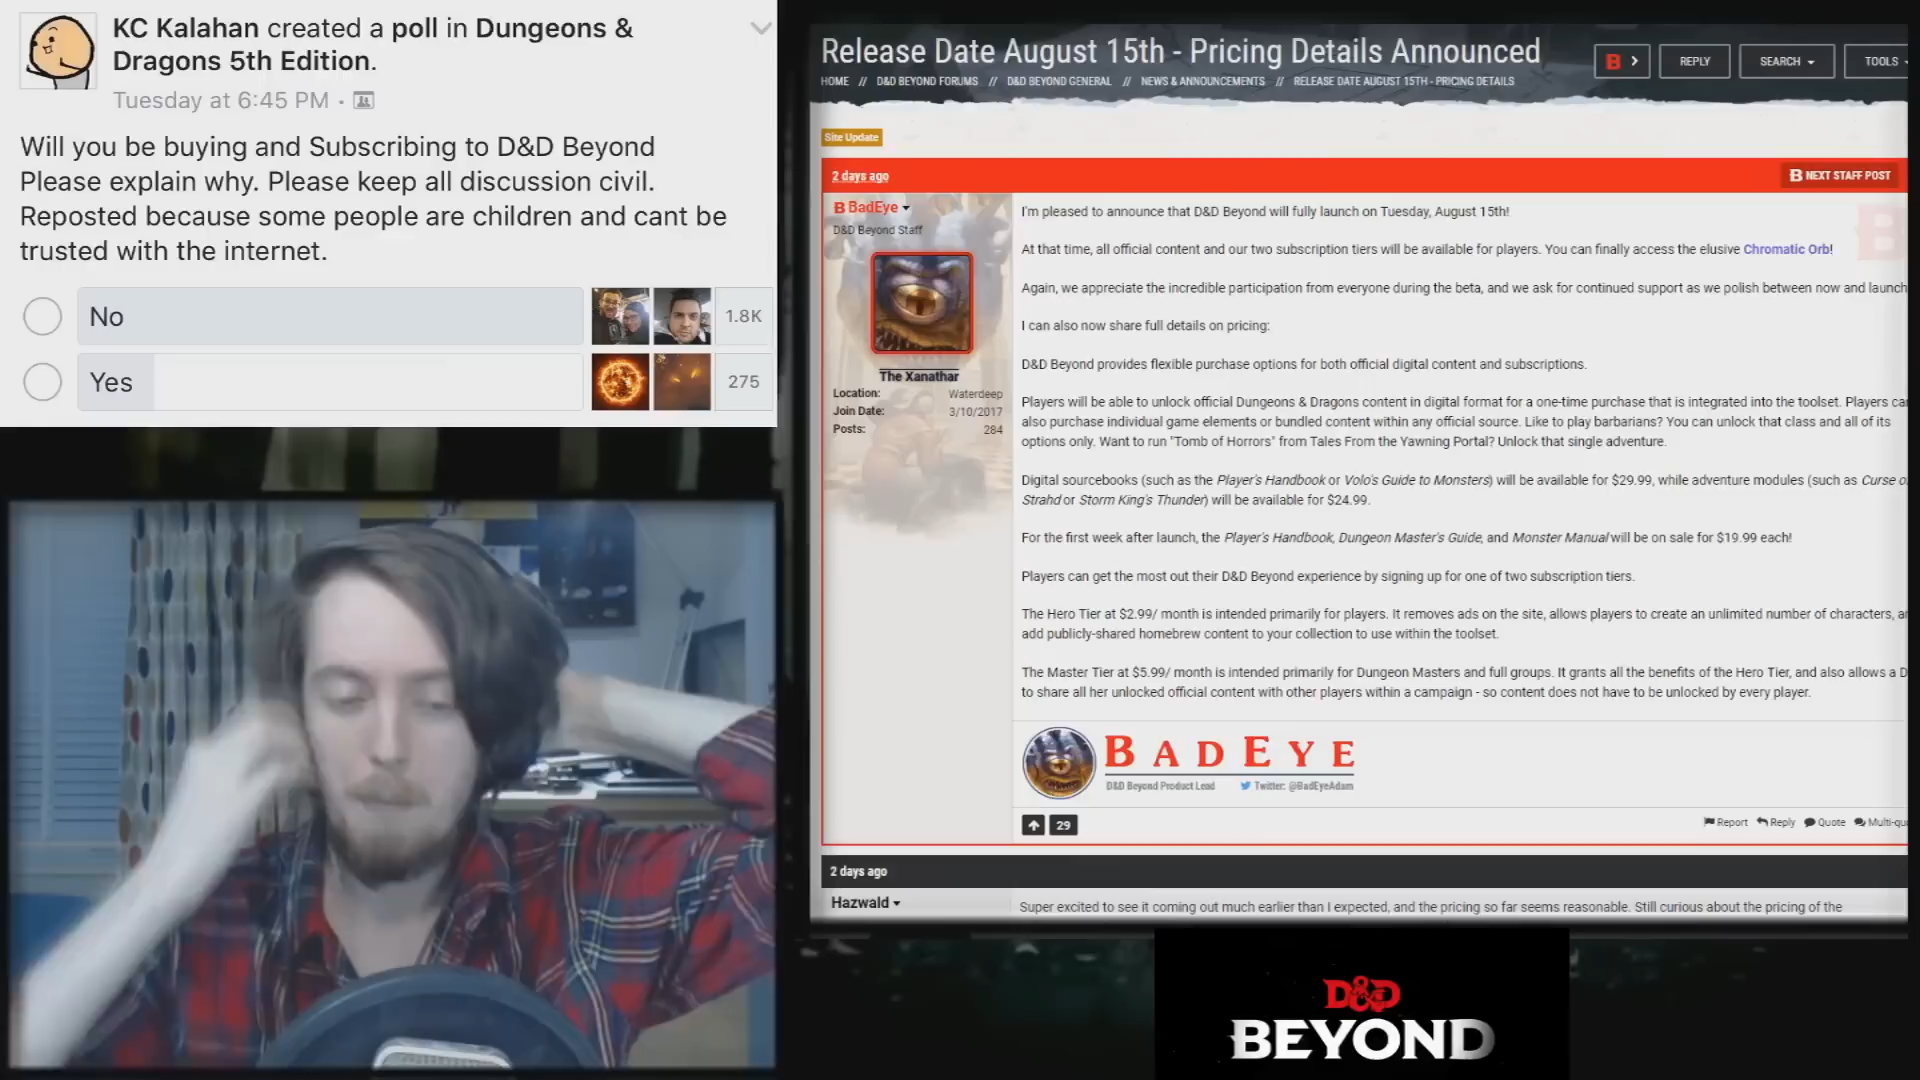 KC Kalahan created a poll in Dungeons &
Dragons 5th Edition.
Tuesday at 6:45 PM ·
Will you be buying and Subscribing to D&D Beyond
Please explain why. Please keep all discussion civil.
Reposted because some people are children and cant be
trusted with the internet.
No
1.8K
Yes
275
Release Date August 15th - Pricing Details Announced
B >
REPLY
SEARCH
TOOLS
HOME // D&D BEYOND FORUMS // D&D BEYOND GENERAL // NEWS & ANNOUNCEMENTS // RELEASE DATE AUGUST 15TH - PRICING DETAILS
Site Update
2 days ago
B NEXT STAFF POST
B BadEye
D&D Beyond Staff
The Xanathar
Location: Waterdeep
Join Date: 3/10/2017
Posts: 284
I'm pleased to announce that D&D Beyond will fully launch on Tuesday, August 15th!
At that time, all official content and our two subscription tiers will be available for players. You can finally access the elusive Chromatic Orb!
Again, we appreciate the incredible participation from everyone during the beta, and we ask for continued support as we polish between now and launch
I can also now share full details on pricing:
D&D Beyond provides flexible purchase options for both official digital content and subscriptions.
Players will be able to unlock official Dungeons & Dragons content in digital format for a one-time purchase that is integrated into the toolset. Players ca
also purchase individual game elements or bundled content within any official source. Like to play barbarians? You can unlock that class and all of its
options only. Want to run "Tomb of Horrors" from Tales From the Yawning Portal? Unlock that single adventure.
Digital sourcebooks (such as the Player's Handbook or Volo's Guide to Monsters) will be available for $29.99, while adventure modules (such as Curse o
Strahd or Storm King's Thunder) will be available for $24.99.
For the first week after launch, the Player's Handbook, Dungeon Master's Guide, and Monster Manual will be on sale for $19.99 each!
Players can get the most out their D&D Beyond experience by signing up for one of two subscription tiers.
The Hero Tier at $2.99/ month is intended primarily for players. It removes ads on the site, allows players to create an unlimited number of characters, a
add publicly-shared homebrew content to your collection to use within the toolset.
The Master Tier at $5.99/ month is intended primarily for Dungeon Masters and full groups. It grants all the benefits of the Hero Tier, and also allows a D
to share all her unlocked official content with other players within a campaign - so content does not have to be unlocked by every player.
BADEYE
D&D Beyond Product Lead Twitter: @BadEyeAdam
29
Report Reply Quote Multi-qu
2 days ago
Hazwald
Super excited to see it coming out much earlier than I expected, and the pricing so far seems reasonable. Still curious about the pricing of the
D&D
BEYOND